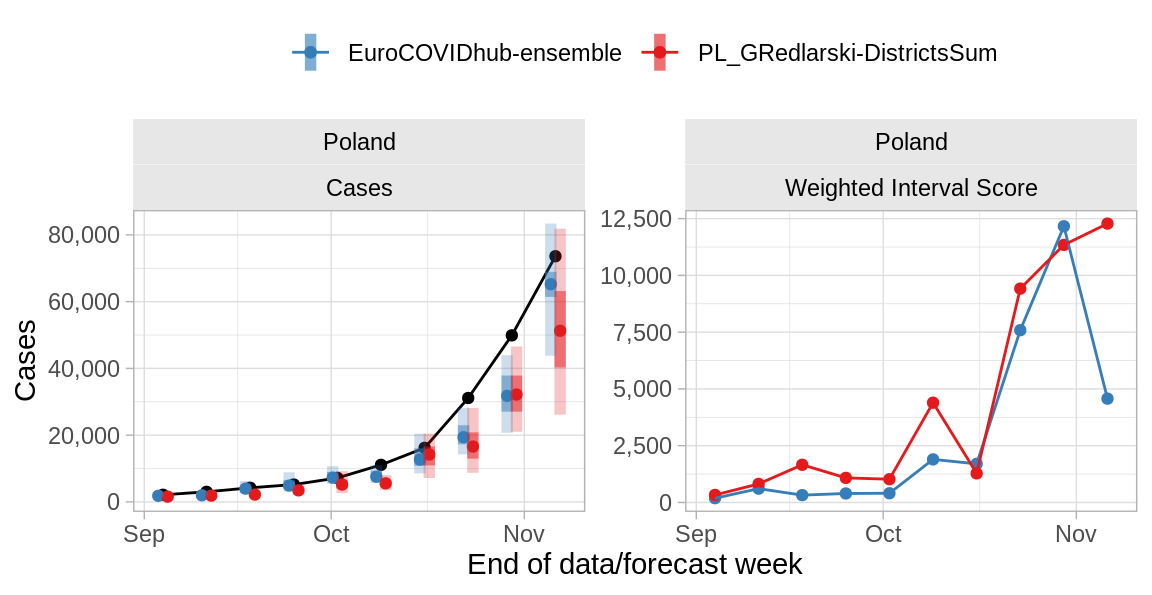 EuroCOVIDhub-ensemble PL_GRedlarski-DistrictsSum
Poland
Cases
Cases
80,000
60,000
40,000
20,000
0
Sep Oct Nov
Poland
Weighted Interval Score
12,500
10,000
7,500
5,000
2,500
0
Sep Oct Nov
End of data/forecast week